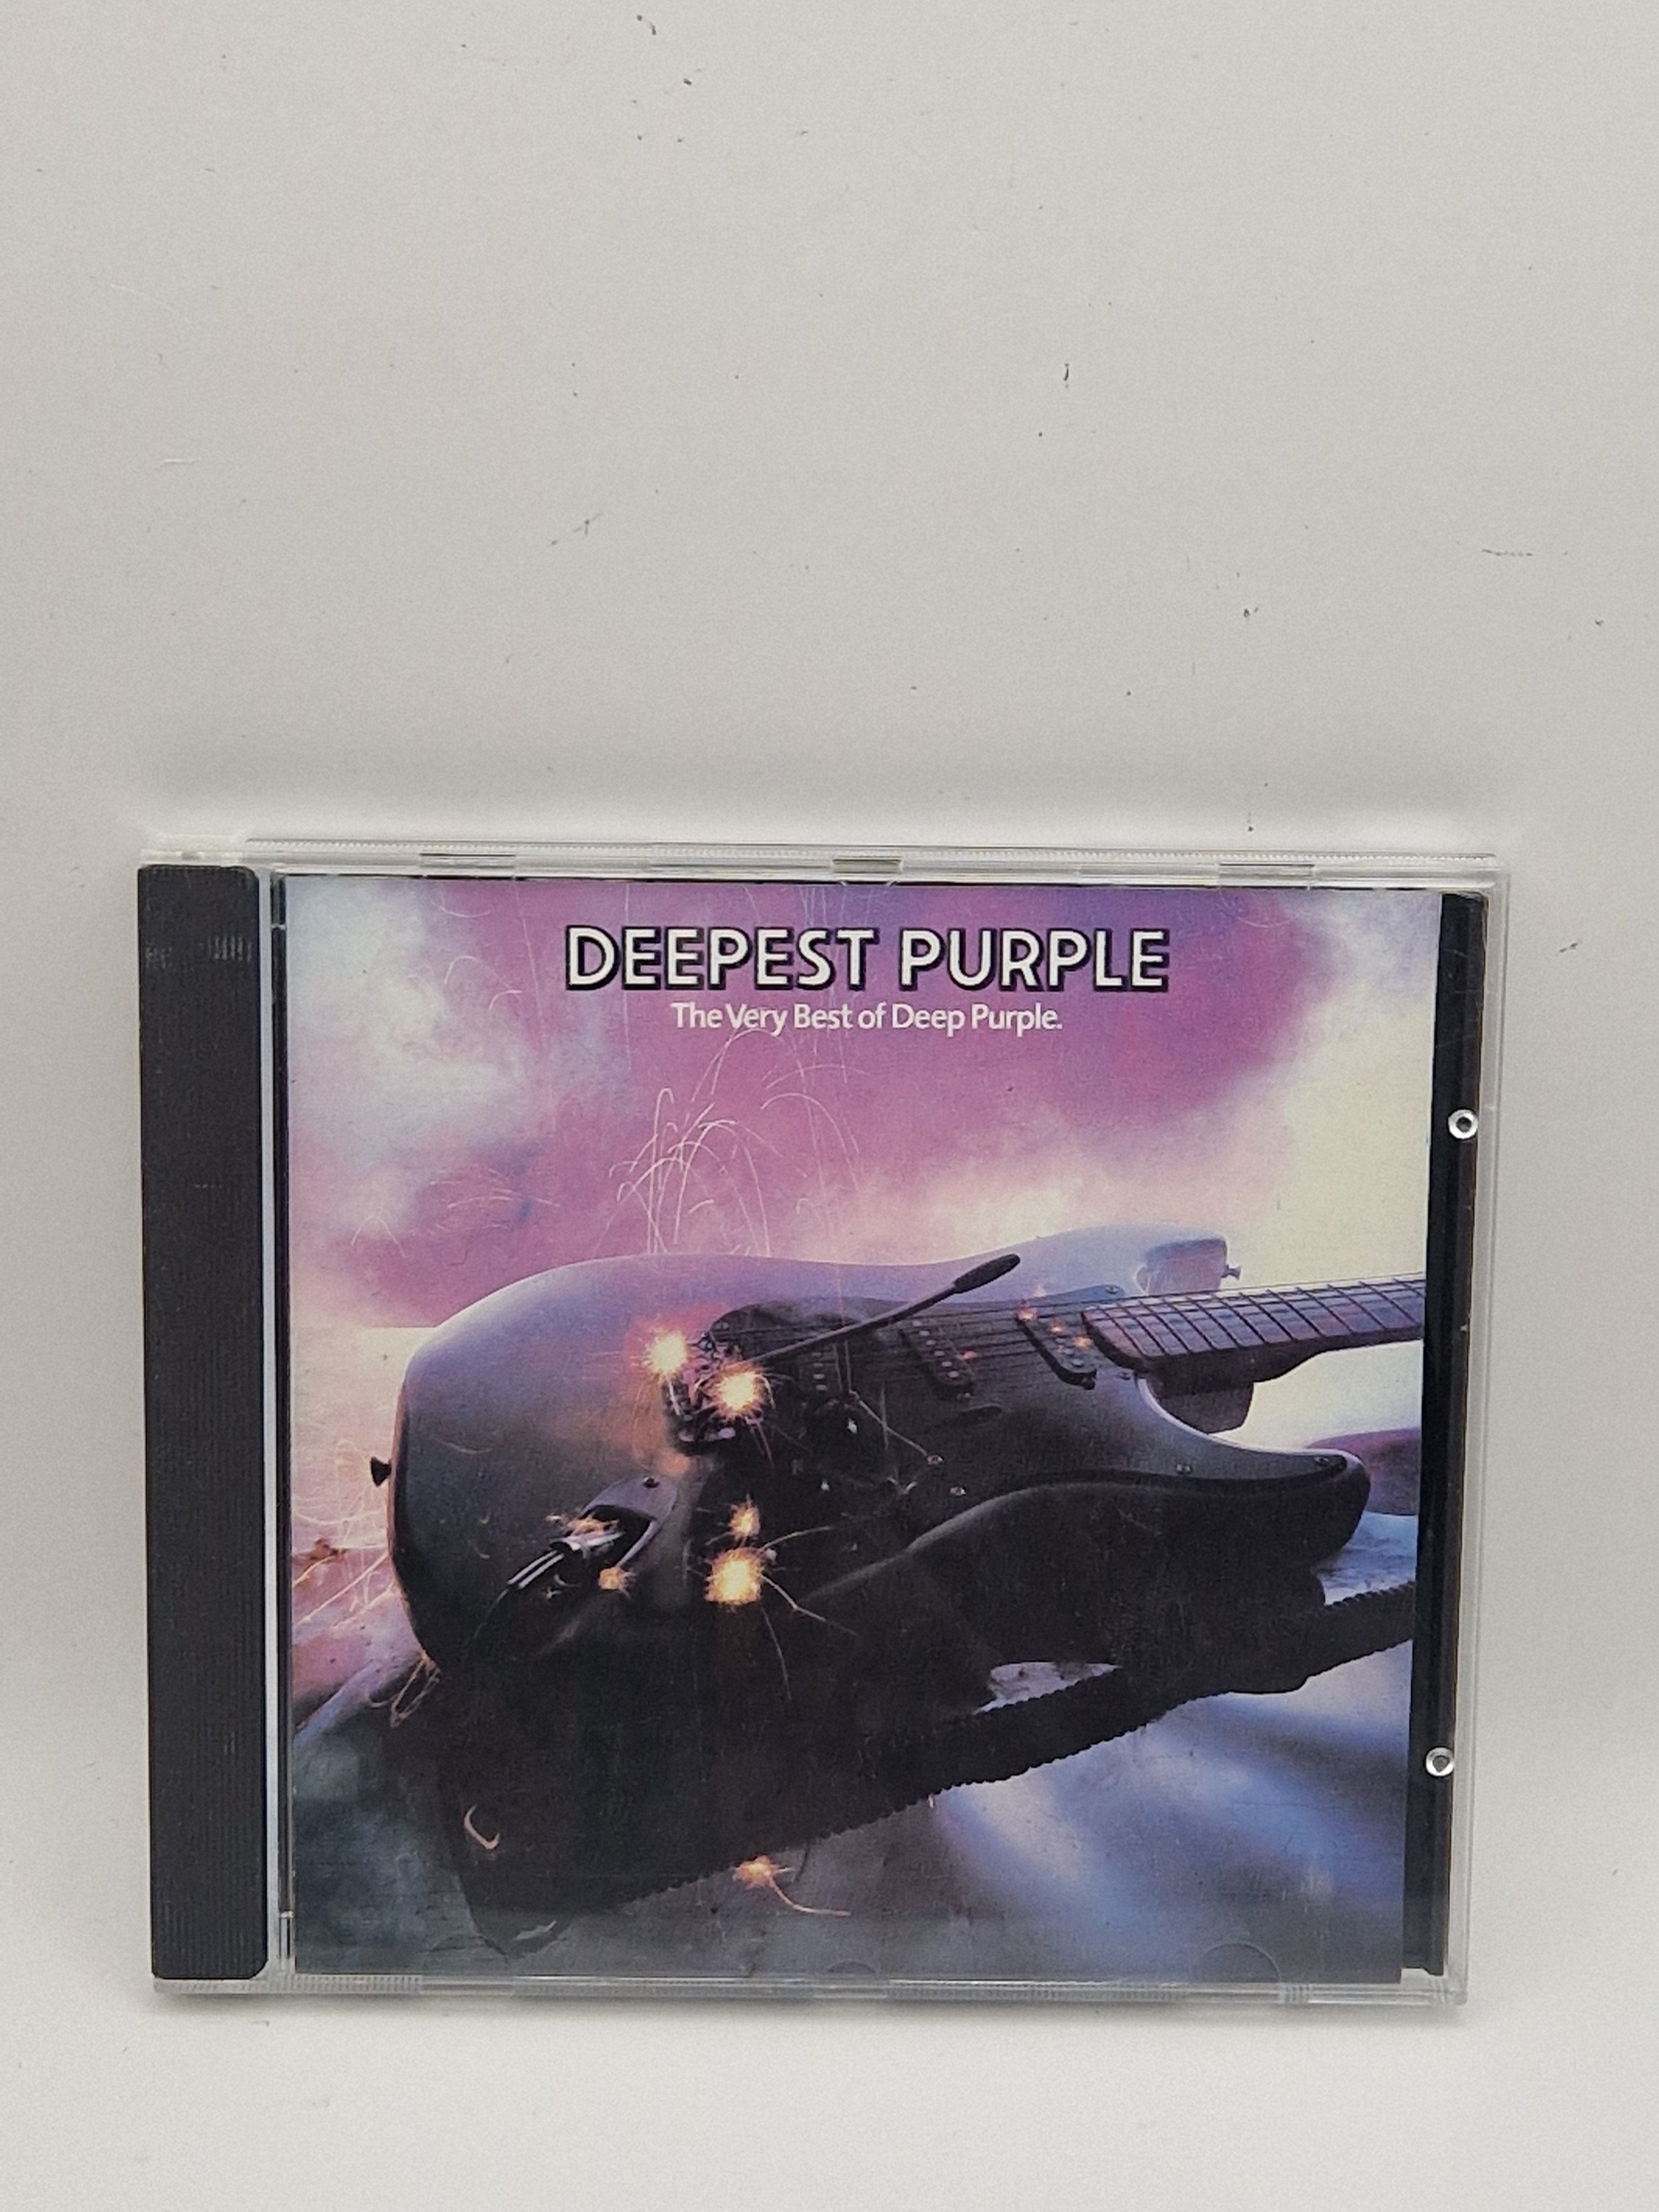 DEEPEST PURPLE
The Very Best of Deep Purple.